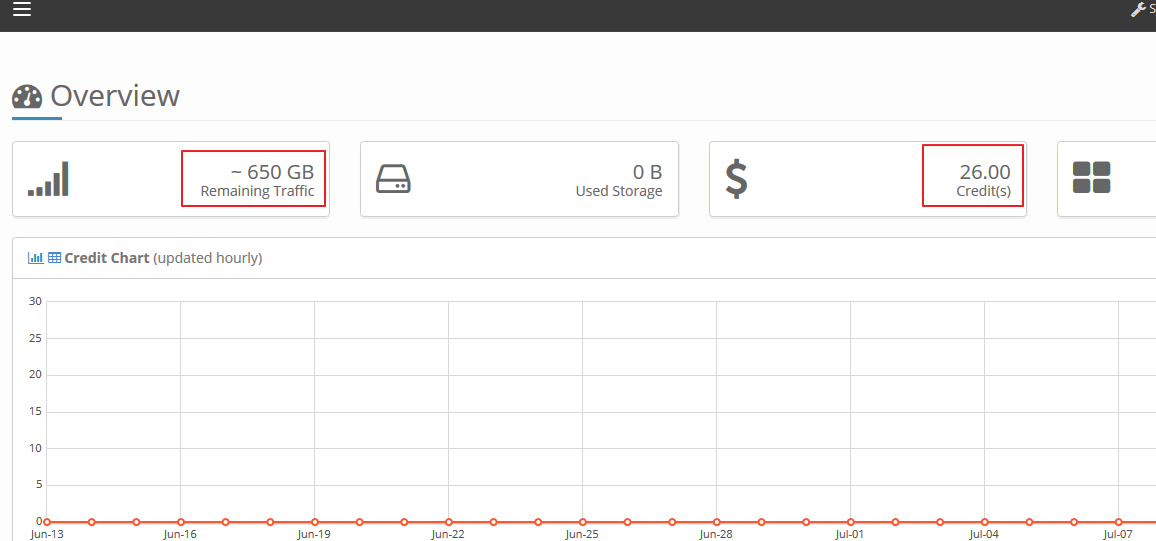 S
Overview
~ 650 GB
Remaining Traffic
0 B
Used Storage
26.00
Credit(s)
Credit Chart (updated hourly)
30
25
20
15
10
5
0
Jun-13 Jun-16 Jun-19 Jun-22 Jun-25 Jun-28 Jul-01 Jul-04 Jul-07